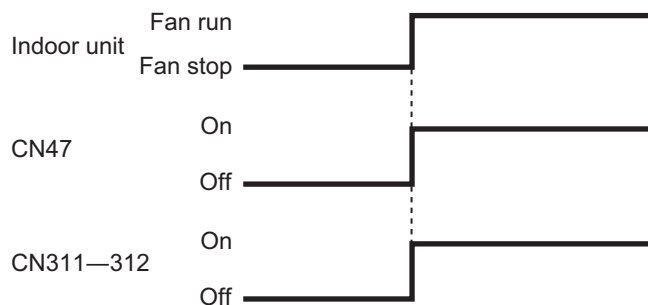 Indoor unit
Fan run
Fan stop
CN47
On
Off
CN311—312
On
Off